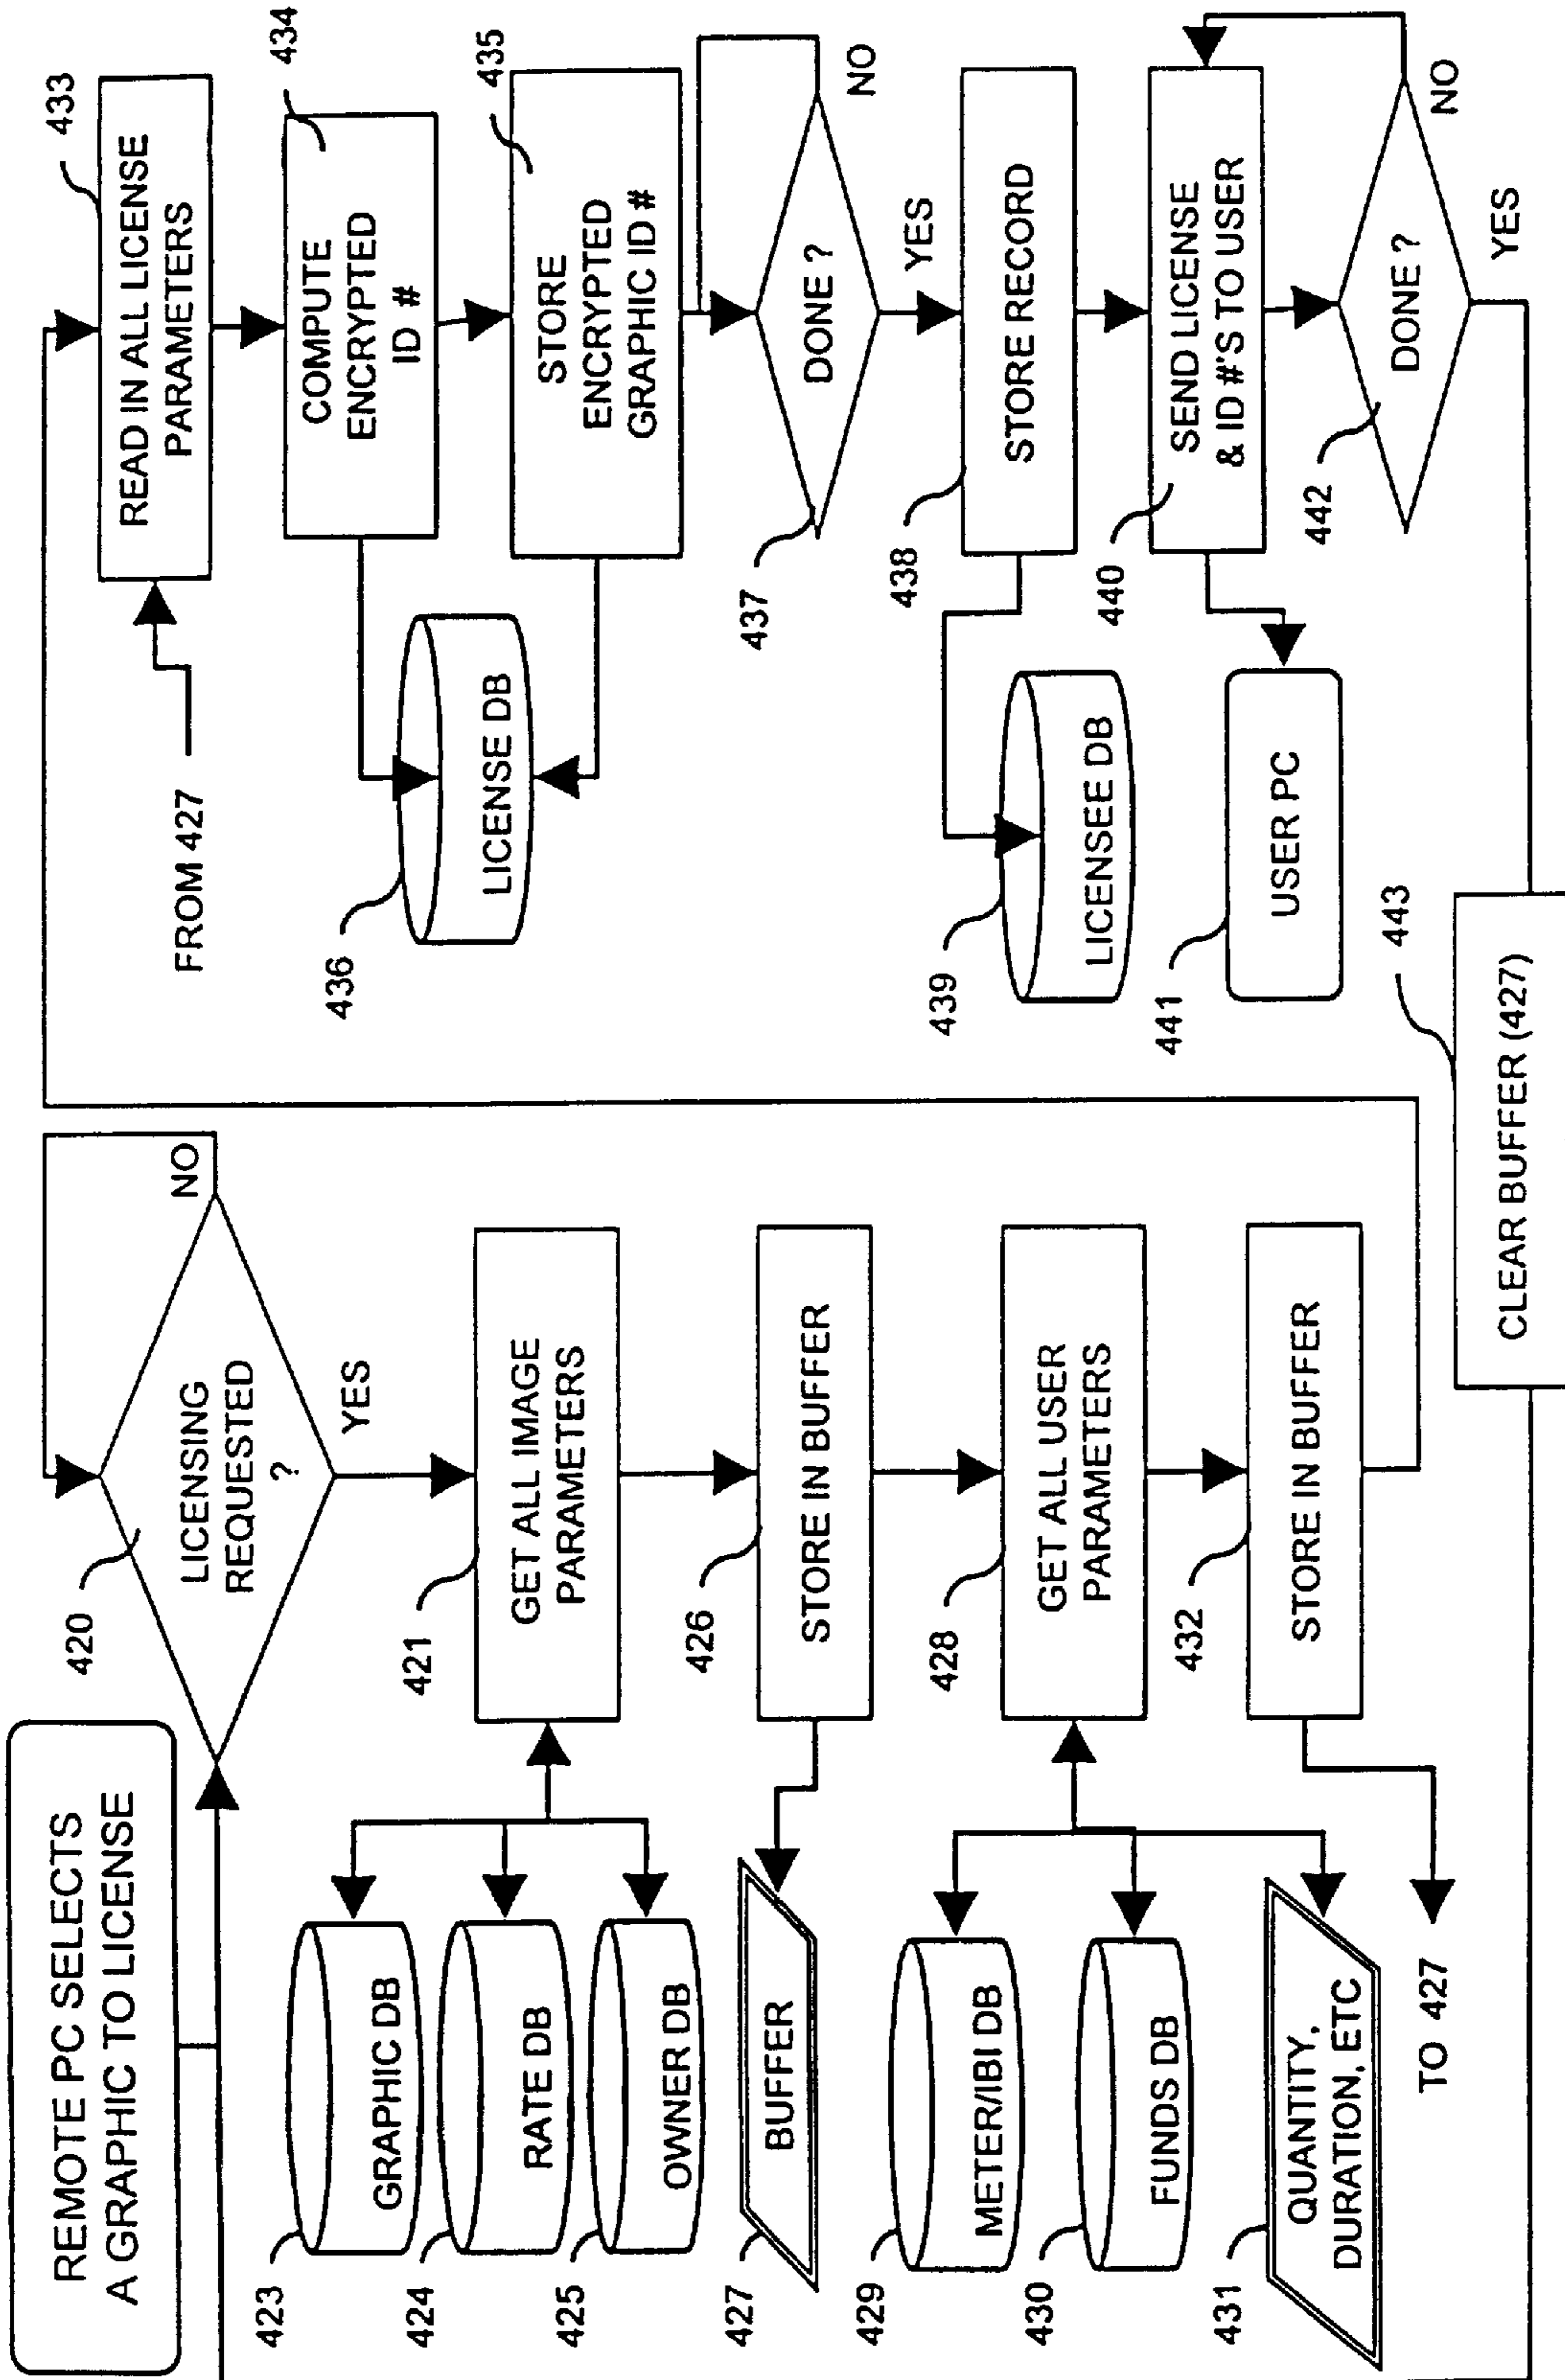 REMOTE PC SELECTS
A GRAPHIC TO LICENSE
420
LICENSING
REQUESTED
?
NO
YES
421
GET ALL IMAGE
PARAMETERS
423
GRAPHIC DB
424
RATE DB
425
OWNER DB
426
STORE IN BUFFER
427
BUFFER
428
GET ALL USER
PARAMETERS
429
METER/IBI DB
430
FUNDS DB
431
QUANTITY,
DURATION, ETC
432
STORE IN BUFFER
TO 427
433
READ IN ALL LICENSE
PARAMETERS
FROM 427
434
COMPUTE
ENCRYPTED
ID #
435
STORE
ENCRYPTED
GRAPHIC ID #
436
LICENSE DB
437
DONE ?
NO
YES
438
STORE RECORD
439
LICENSEE DB
440
SEND LICENSE
& ID #'S TO USER
441
USER PC
442
DONE ?
NO
YES
443
CLEAR BUFFER (427)